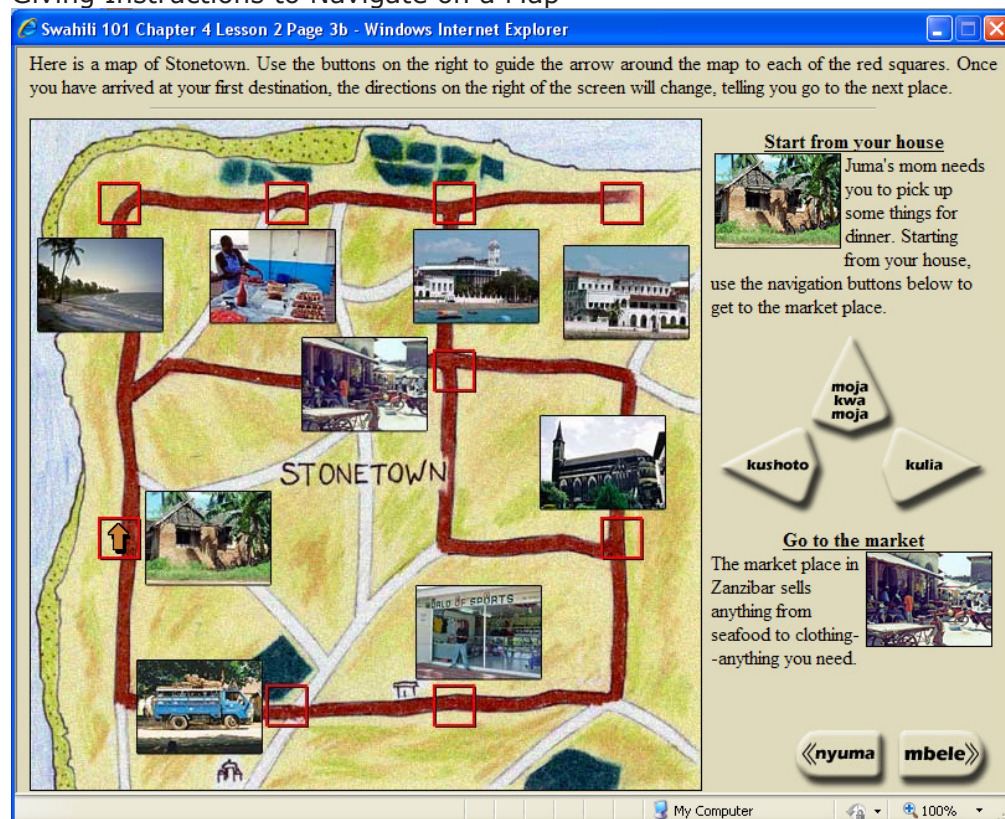 Giving Instructions to Navigate on a Map
Swahili 101 Chapter 4 Lesson 2 Page 3b - Windows Internet Explorer
Here is a map of Stonetown. Use the buttons on the right to guide the arrow around the map to each of the red squares. Once
you have arrived at your first destination, the directions on the right of the screen will change, telling you go to the next place.
Start from your house
Juma's mom needs
you to pick up
some things for
dinner. Starting
from your house,
use the navigation buttons below to
get to the market place.
moja
kwa
moja
kushoto
kulia
STONETOWN
WORLD OF SPORTS
Go to the market
The market place in
Zanzibar sells
anything from
seafood to clothing-
-anything you need.
«nyuma
mbele»
My Computer
100%